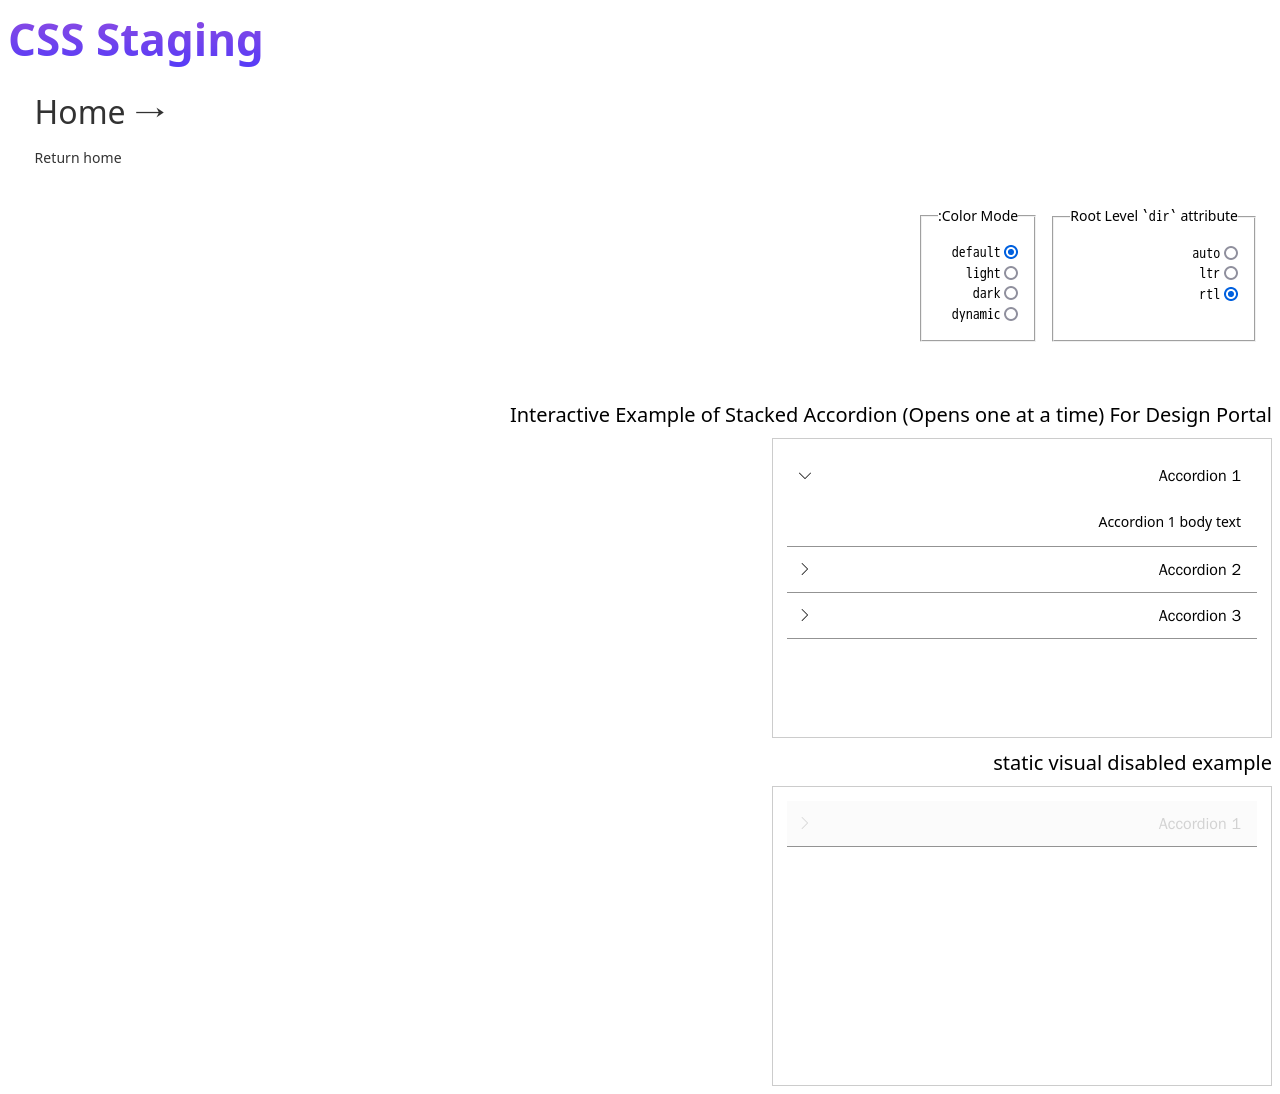 CSS Staging
Home →
Return home
Root Level `dir` attribute
auto
ltr
rtl
:Color Mode
default
light
dark
dynamic
Interactive Example of Stacked Accordion (Opens one at a time) For Design Portal
Accordion 1
Accordion 1 body text
Accordion 2
Accordion 3
static visual disabled example
Accordion 1